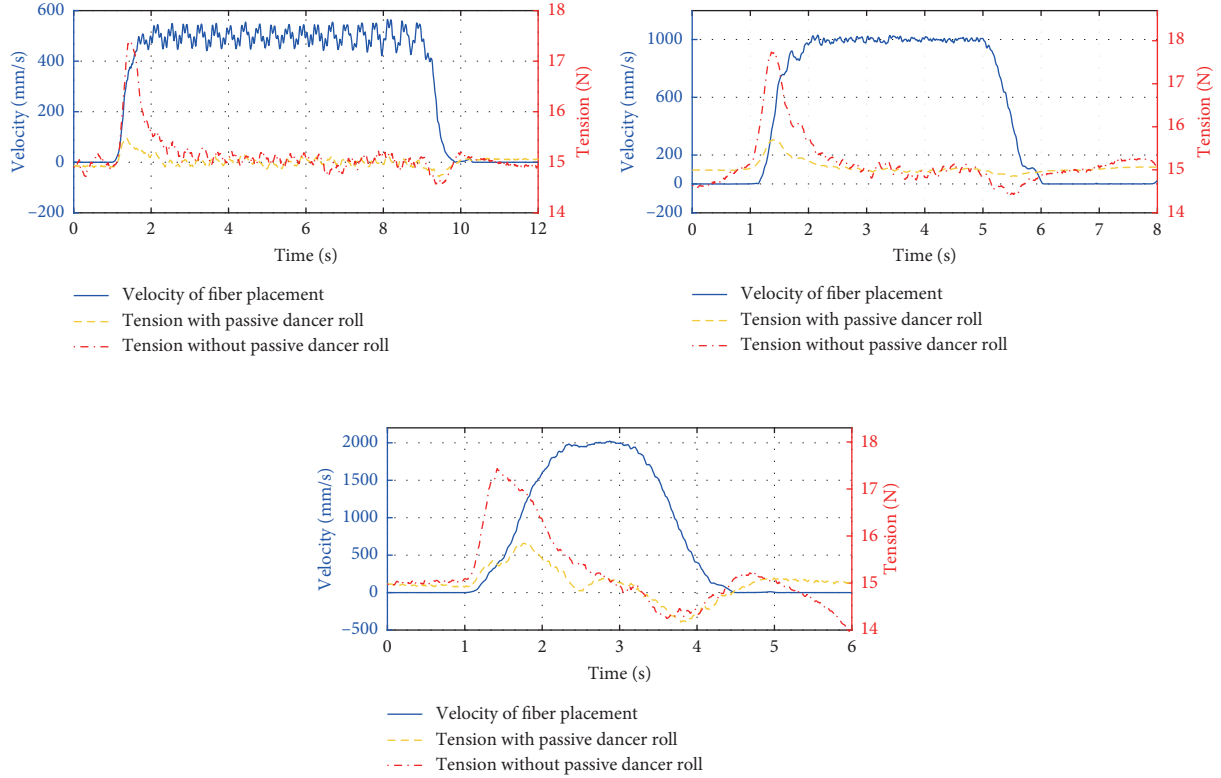 600
400
200
0
−200
Velocity (mm/s)
18
17
16
15
14
Tension (N)
0 2 4 6 8 10 12
Time (s)
Velocity of fiber placement
Tension with passive dancer roll
Tension without passive dancer roll
1000
600
200
0
−200
Velocity (mm/s)
18
17
16
15
14
Tension (N)
0 1 2 3 4 5 6 7 8
Time (s)
Velocity of fiber placement
Tension with passive dancer roll
Tension without passive dancer roll
2000
1500
1000
500
0
−500
Velocity (mm/s)
18
17
16
15
14
Tension (N)
0 1 2 3 4 5 6
Time (s)
Velocity of fiber placement
Tension with passive dancer roll
Tension without passive dancer roll